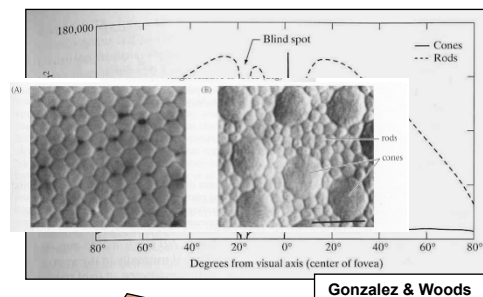 180,000
Blind spot
Cones
Rods
(A)
(B)
rods
cones
80° 60° 40° 20° 0° 20° 40° 60° 80°
Degrees from visual axis (center of fovea)
Gonzalez & Woods